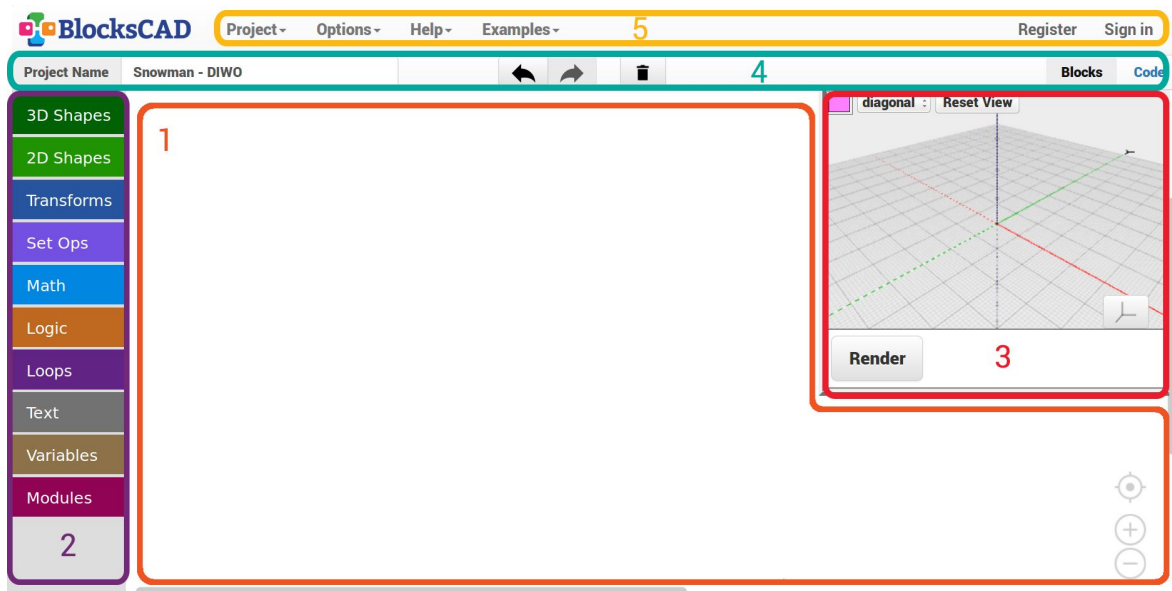 BlocksCAD Project Options Help Examples 5 Register Sign in
Project Name Snowman - DIWO 4 Blocks Code
3D Shapes
2D Shapes
Transforms
Set Ops
Math
Logic
Loops
Text
Variables
Modules
2
1
diagonal : Reset View
Render 3